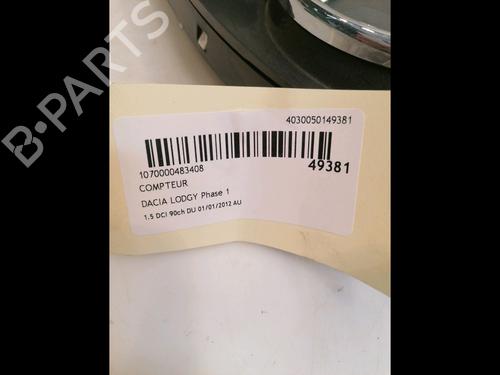 B-PARTS
4030050149381
1070000483408
49381
COMPTEUR
DACIA LODGY Phase 1
1.5 DCI 90ch DU 01/01/2012 AU